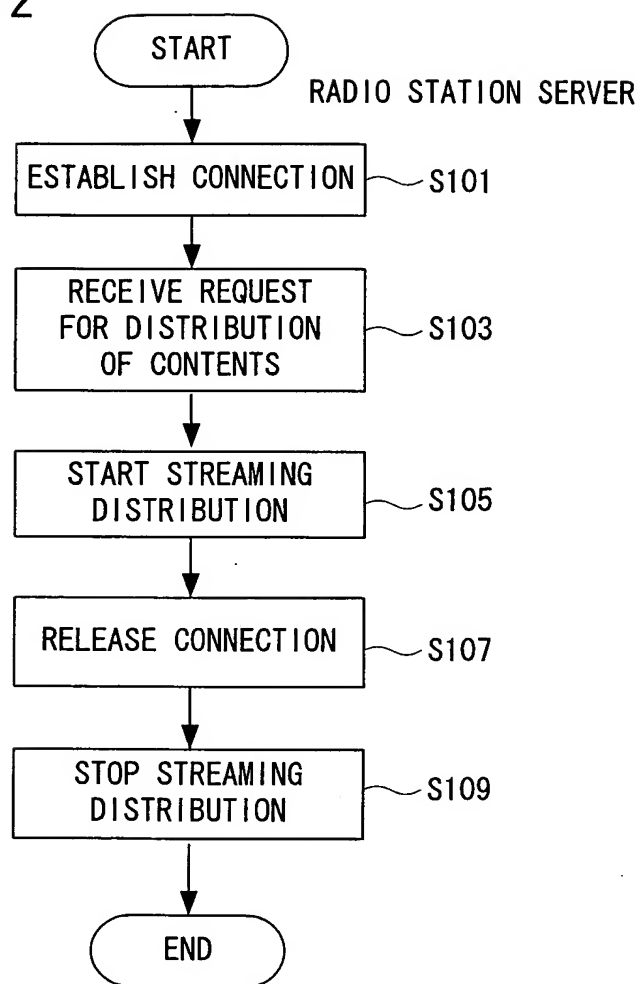 2
START
RADIO STATION SERVER
ESTABLISH CONNECTION
S101
RECEIVE REQUEST
FOR DISTRIBUTION
OF CONTENTS
S103
START STREAMING
DISTRIBUTION
S105
RELEASE CONNECTION
S107
STOP STREAMING
DISTRIBUTION
S109
END